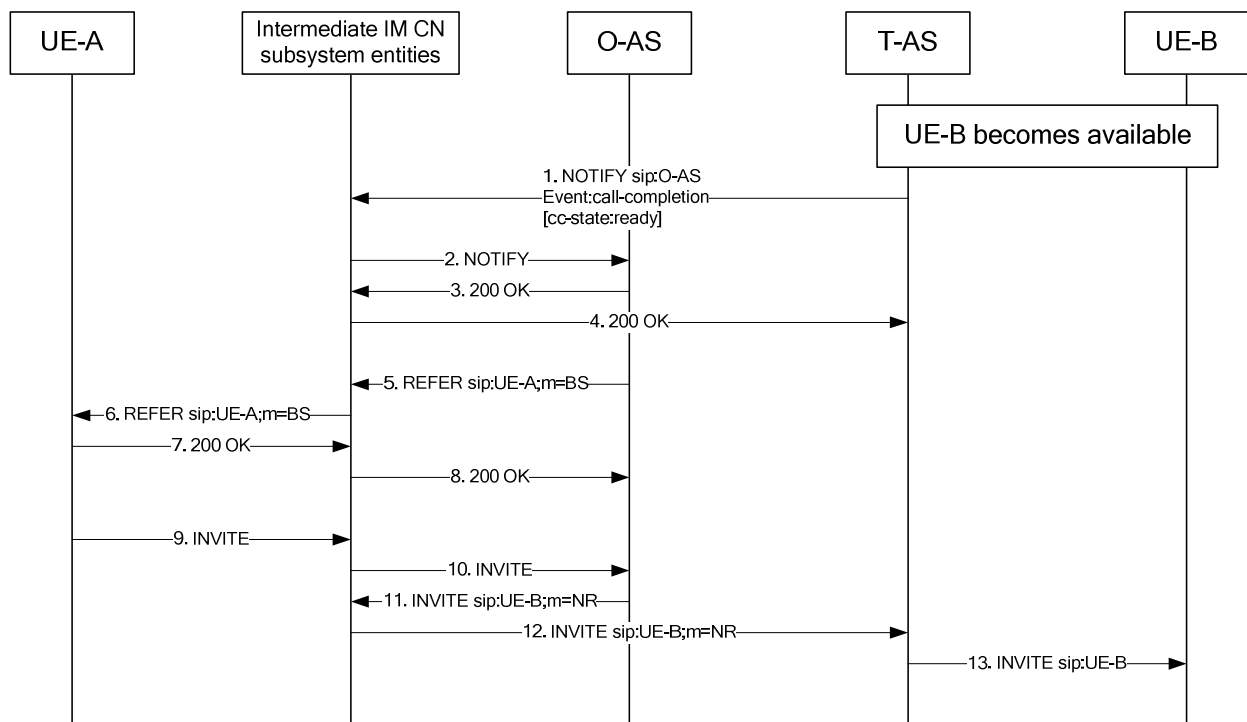 UE-A
Intermediate IM CN
subsystem entities
O-AS
T-AS
UE-B
UE-B becomes available
1. NOTIFY sip:O-AS
Event:call-completion
[cc-state:ready]
2. NOTIFY
3. 200 OK
4. 200 OK
5. REFER sip:UE-A;m=BS
6. REFER sip:UE-A;m=BS
7. 200 OK
8. 200 OK
9. INVITE
10. INVITE
11. INVITE sip:UE-B;m=NR
12. INVITE sip:UE-B;m=NR
13. INVITE sip:UE-B